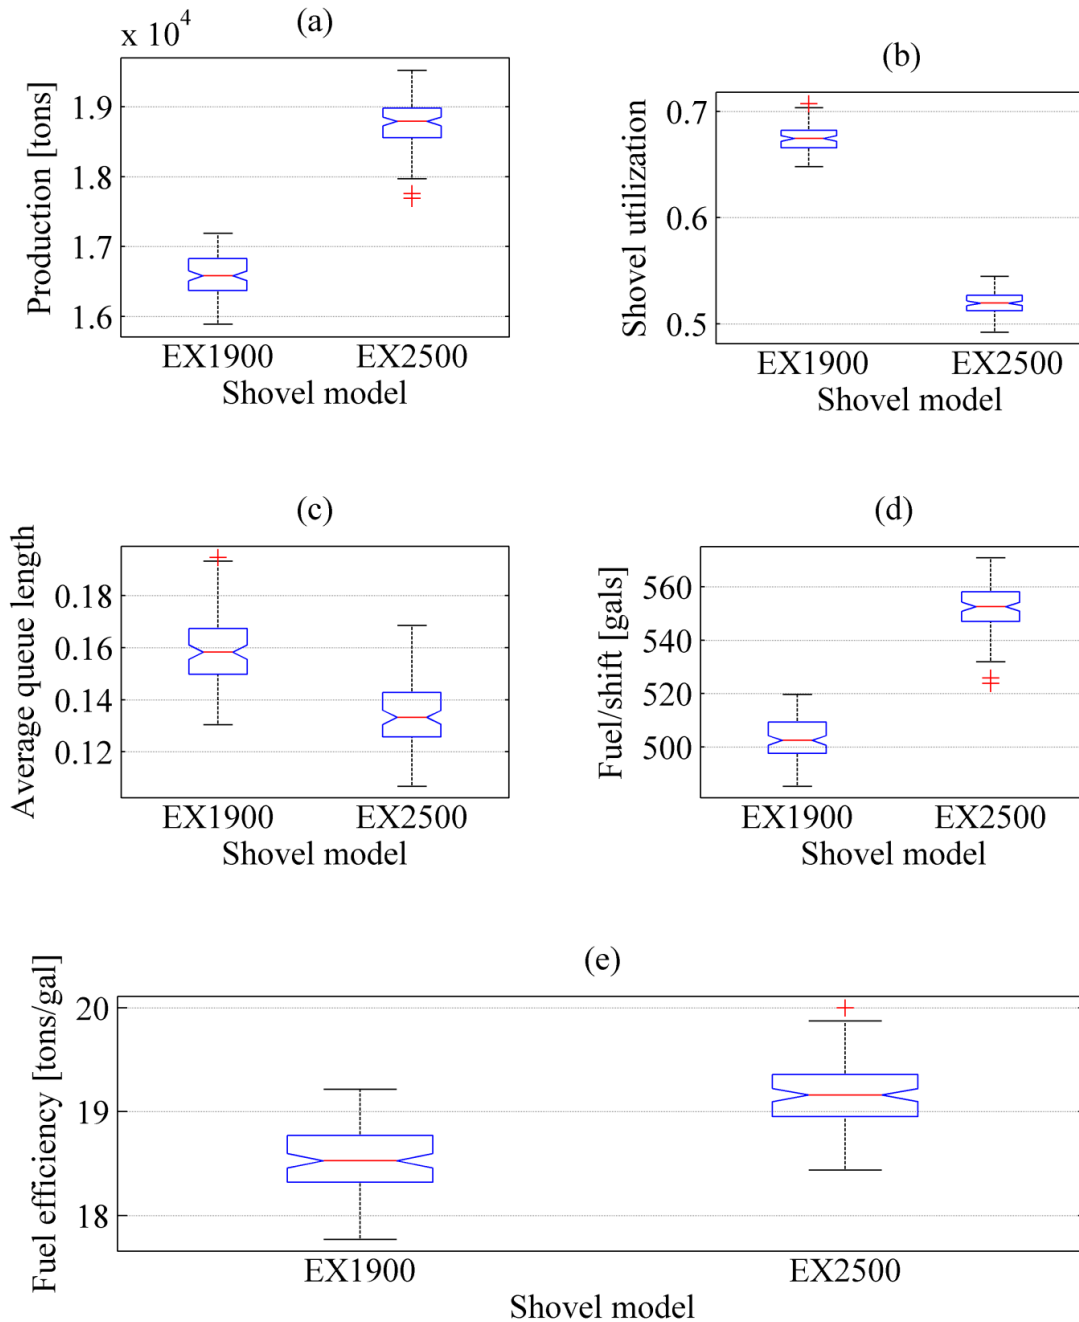 (a)
x 10⁴
Production [tons]
1.9
1.8
1.7
1.6
EX1900 EX2500
Shovel model
(b)
Shovel utilization
0.7
0.6
0.5
EX1900 EX2500
Shovel model
(c)
Average queue length
0.18
0.16
0.14
0.12
EX1900 EX2500
Shovel model
(d)
Fuel/shift [gals]
560
540
520
500
EX1900 EX2500
Shovel model
(e)
Fuel efficiency [tons/gal]
20
19
18
EX1900 EX2500
Shovel model